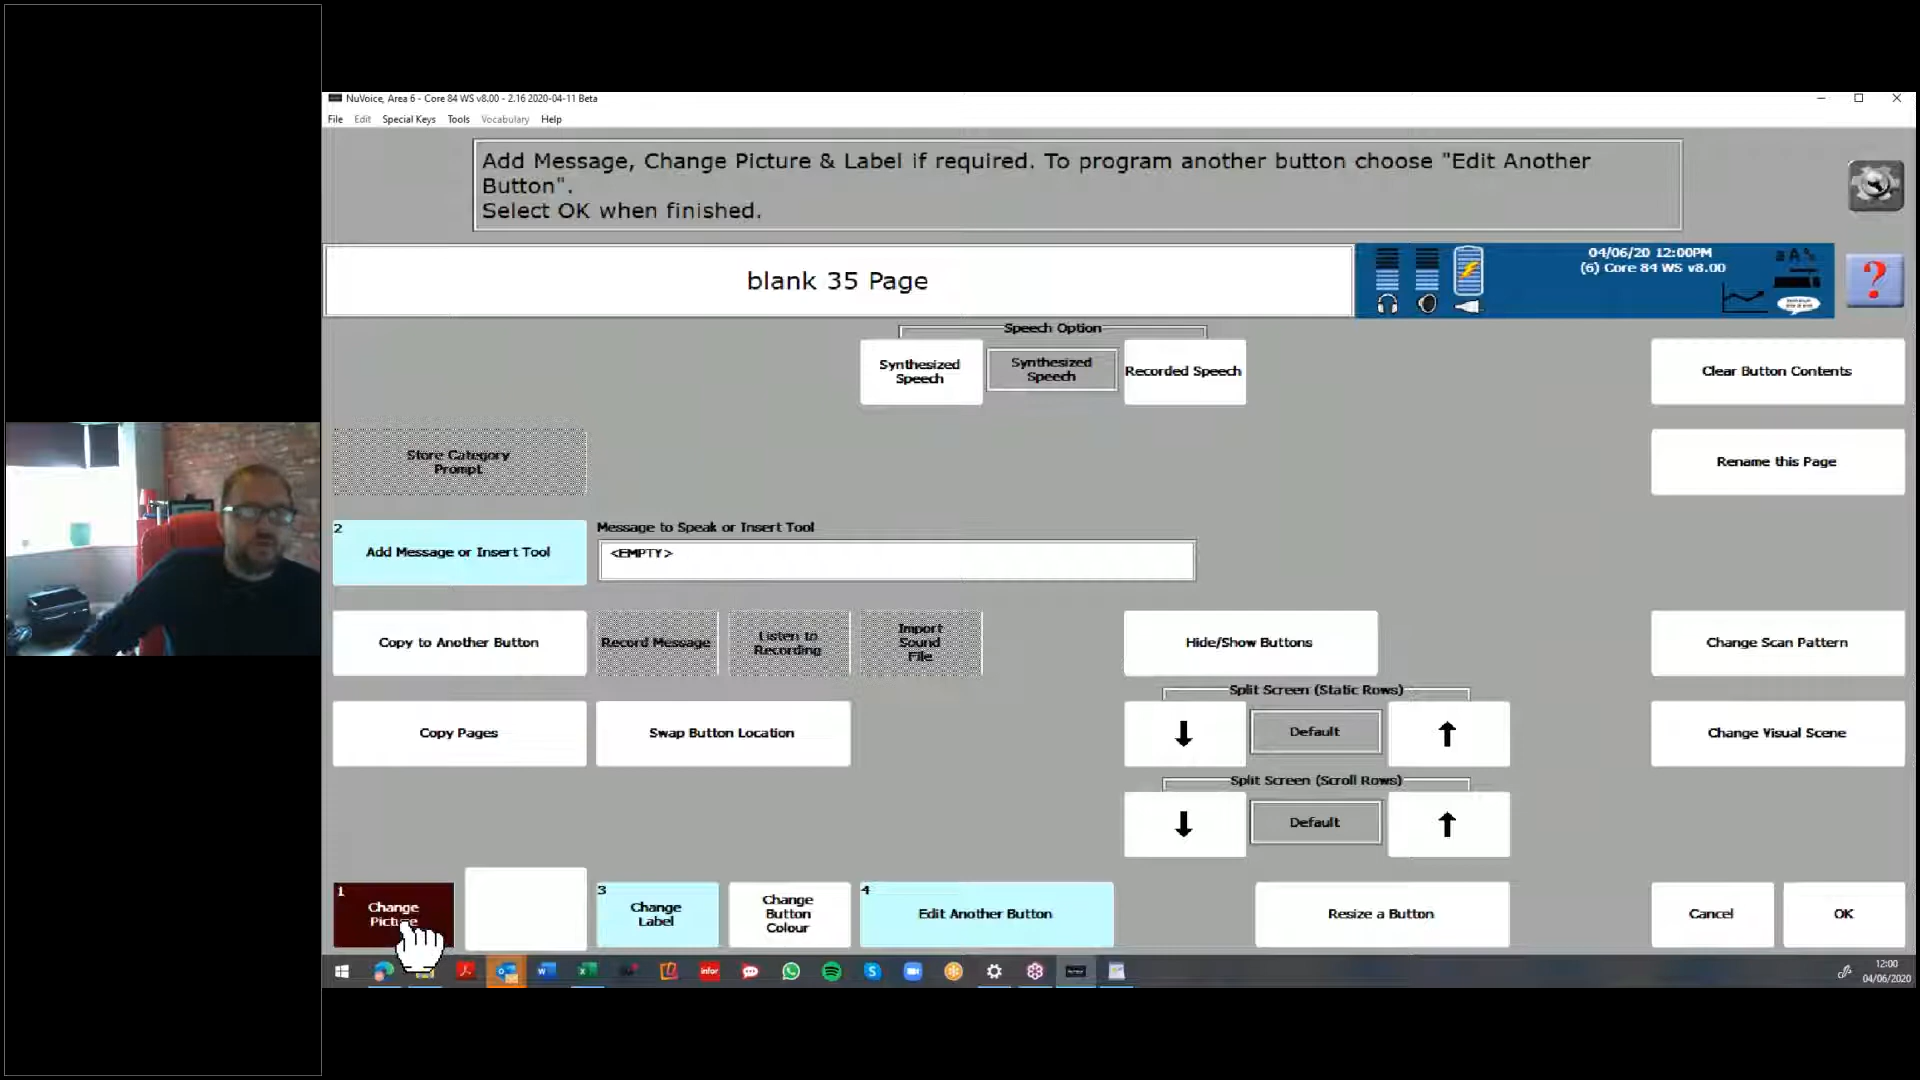 NuVoice, Area 6 - Core 84 WS v8.00 - 2.16 2020-04-11 Beta
File Edit Special Keys Tools Vocabulary Help
Add Message, Change Picture & Label if required. To program another button choose "Edit Another
Button".
Select OK when finished.
blank 35 Page
04/06/20 12:00PM
(6) Core 84 WS v8.00
?
Speech Option
Synthesized
Speech
Synthesized
Speech
Recorded Speech
Clear Button Contents
Store Category
Prompt
Rename this Page
2
Add Message or Insert Tool
Message to Speak or Insert Tool
<EMPTY>
Copy to Another Button
Record Message
Listen to
Recording
Import
Sound
File
Hide/Show Buttons
Change Scan Pattern
Split Screen (Static Rows)
Copy Pages
Swap Button Location
Default
Change Visual Scene
Split Screen (Scroll Rows)
Default
1
Change
Picture
3
Change
Label
Change
Button
Colour
4
Edit Another Button
Resize a Button
Cancel
OK
infor
12:00
04/06/2020